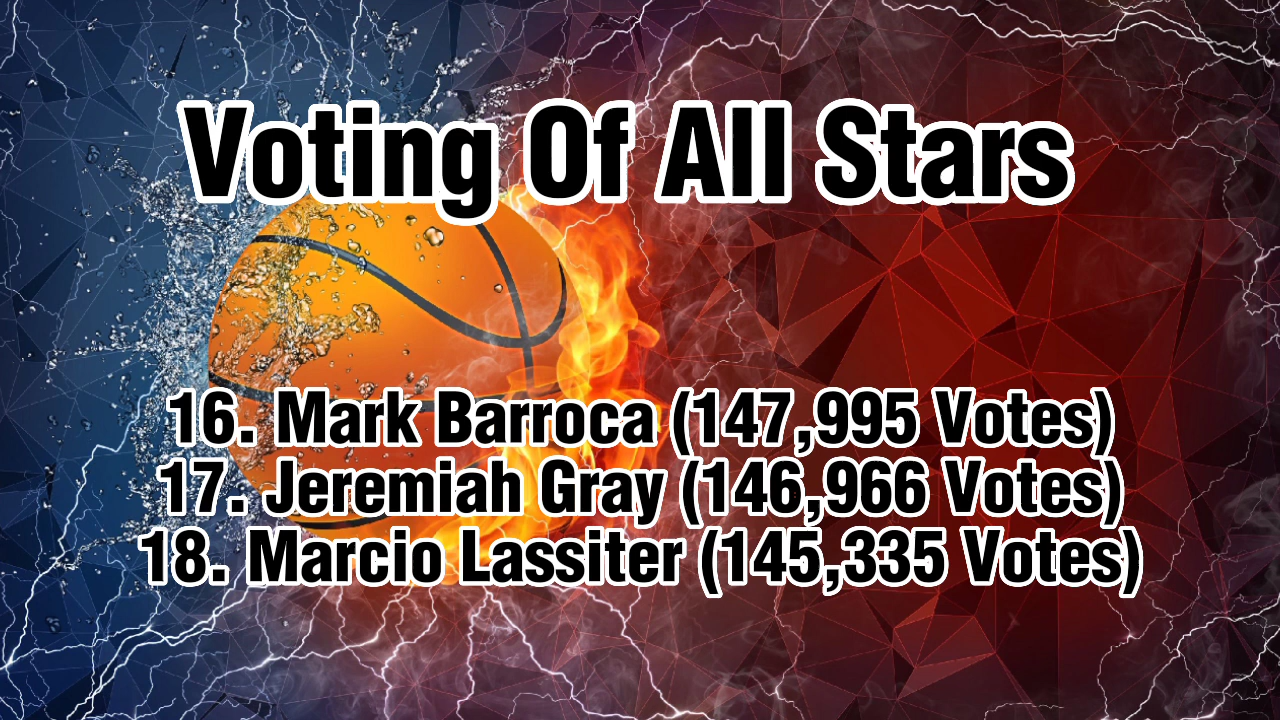 Voting Of All Stars
16. Mark Barroca (147,995 Votes)
17. Jeremiah Gray (146,966 Votes)
18. Marcio Lassiter (145,335 Votes)